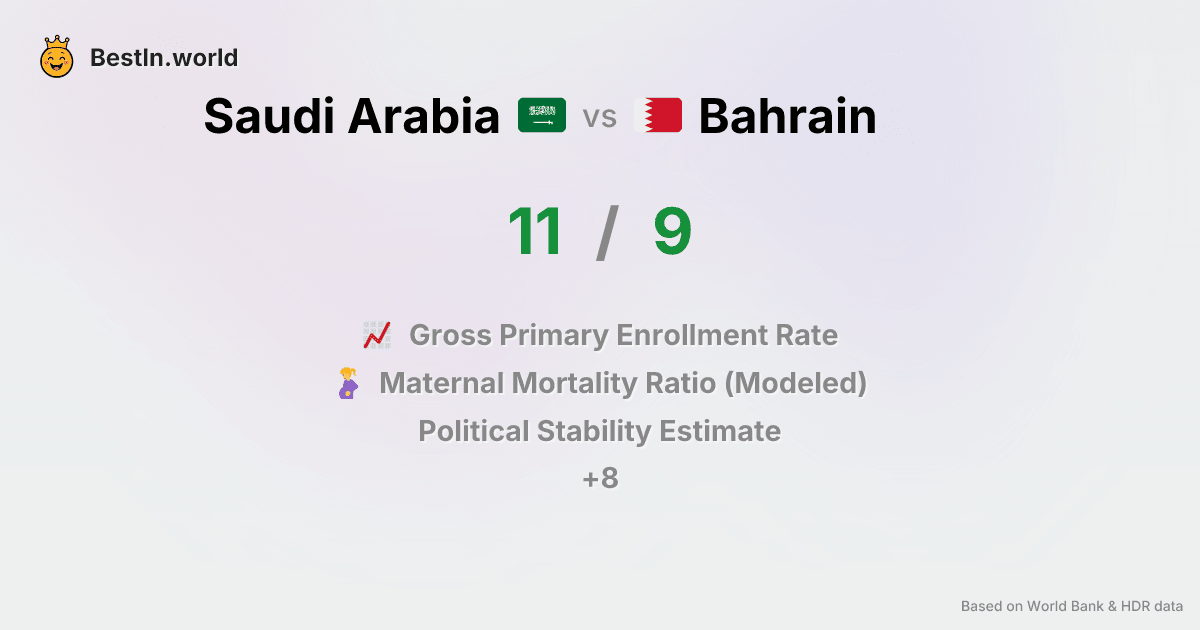 BestIn.world
Saudi Arabia vs Bahrain
11 / 9
Gross Primary Enrollment Rate
Maternal Mortality Ratio (Modeled)
Political Stability Estimate
+8
Based on World Bank & HDR data